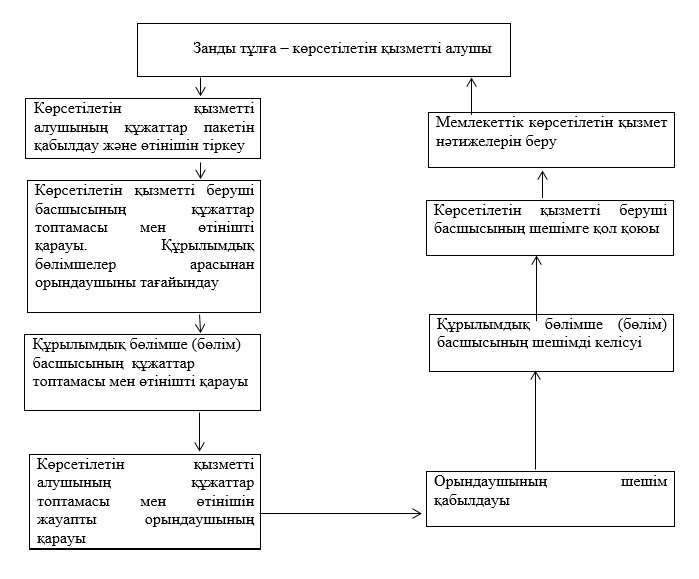 Занды тұлға – көрсетілетін қызметті алушы
Көрсетілетін қызметті
алушының құжаттар пакетін
қабылдау және өтінішін тіркеу
Көрсетілетін қызметті беруші
басшысының құжаттар
топтамасы мен өтінішті
қарауы. Құрылымдық
бөлімшелер арасынан
орындаушыны тағайындау
Құрылымдық бөлімше (бөлім)
басшысының құжаттар
топтамасы мен өтінішті қарауы
Көрсетілетін қызметті
алушының құжаттар
топтамасы мен өтінішін
жауапты орындаушының
қарауы
Орындаушының шешім
қабылдауы
Құрылымдық бөлімше (бөлім)
басшысының шешімді келісуі
Көрсетілетін қызметті беруші
басшысының шешімге қол қоюы
Мемлекеттік көрсетілетін қызмет
нәтижелерін беру